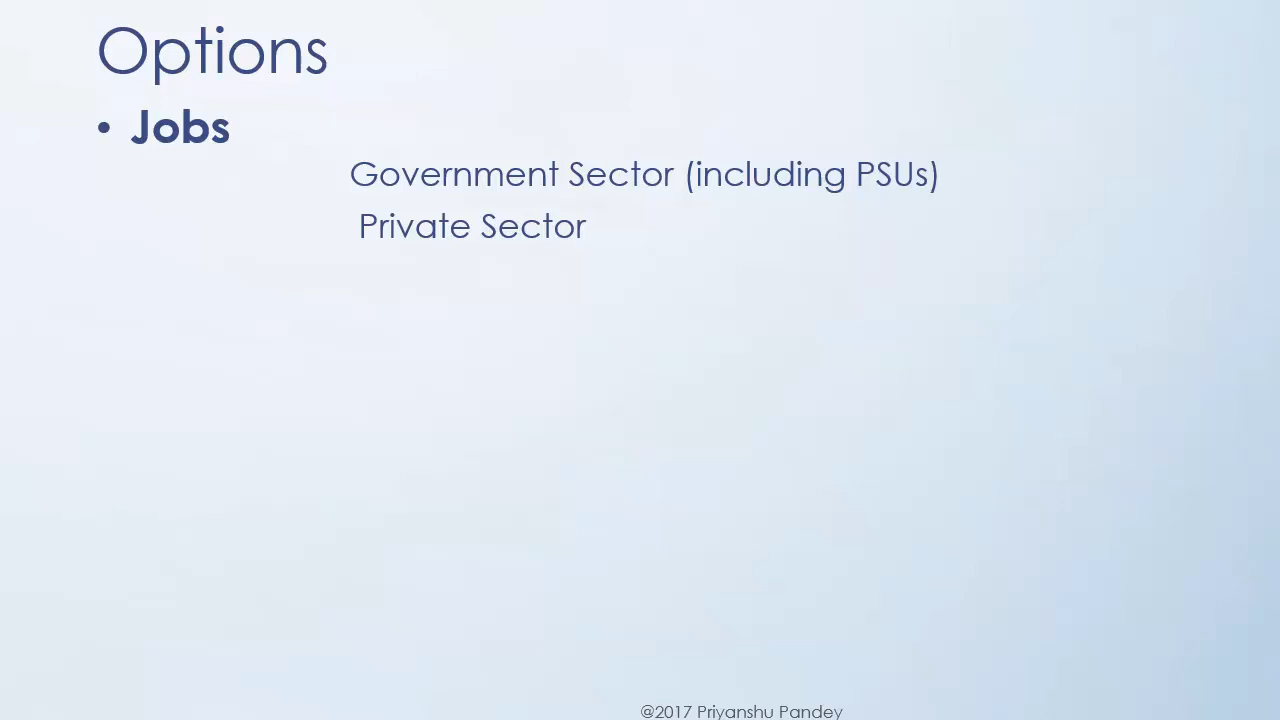 Options
• Jobs
Government Sector (including PSUs)
Private Sector
@2017 Priyanshu Pandey